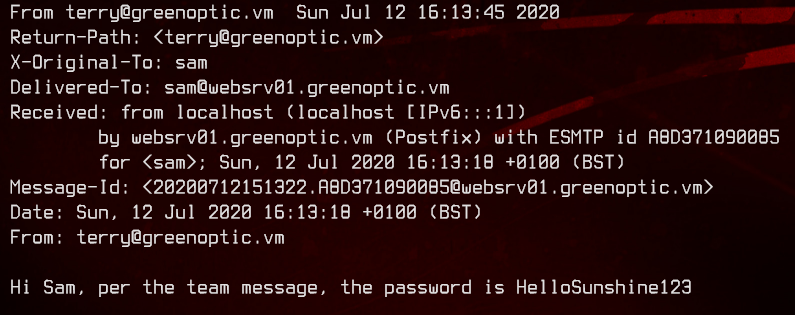 From terry@greenoptic.vm  Sun Jul 12 16:13:45 2020
Return-Path: <terry@greenoptic.vm>
X-Original-To: sam
Delivered-To: sam@websrv01.greenoptic.vm
Received: from localhost (localhost [IPv6:::1])
        by websrv01.greenoptic.vm (Postfix) with ESMTP id A8D371090085
        for <sam>; Sun, 12 Jul 2020 16:13:18 +0100 (BST)
Message-Id: <20200712151322.A8D371090085@websrv01.greenoptic.vm>
Date: Sun, 12 Jul 2020 16:13:18 +0100 (BST)
From: terry@greenoptic.vm

Hi Sam, per the team message, the password is HelloSunshine123